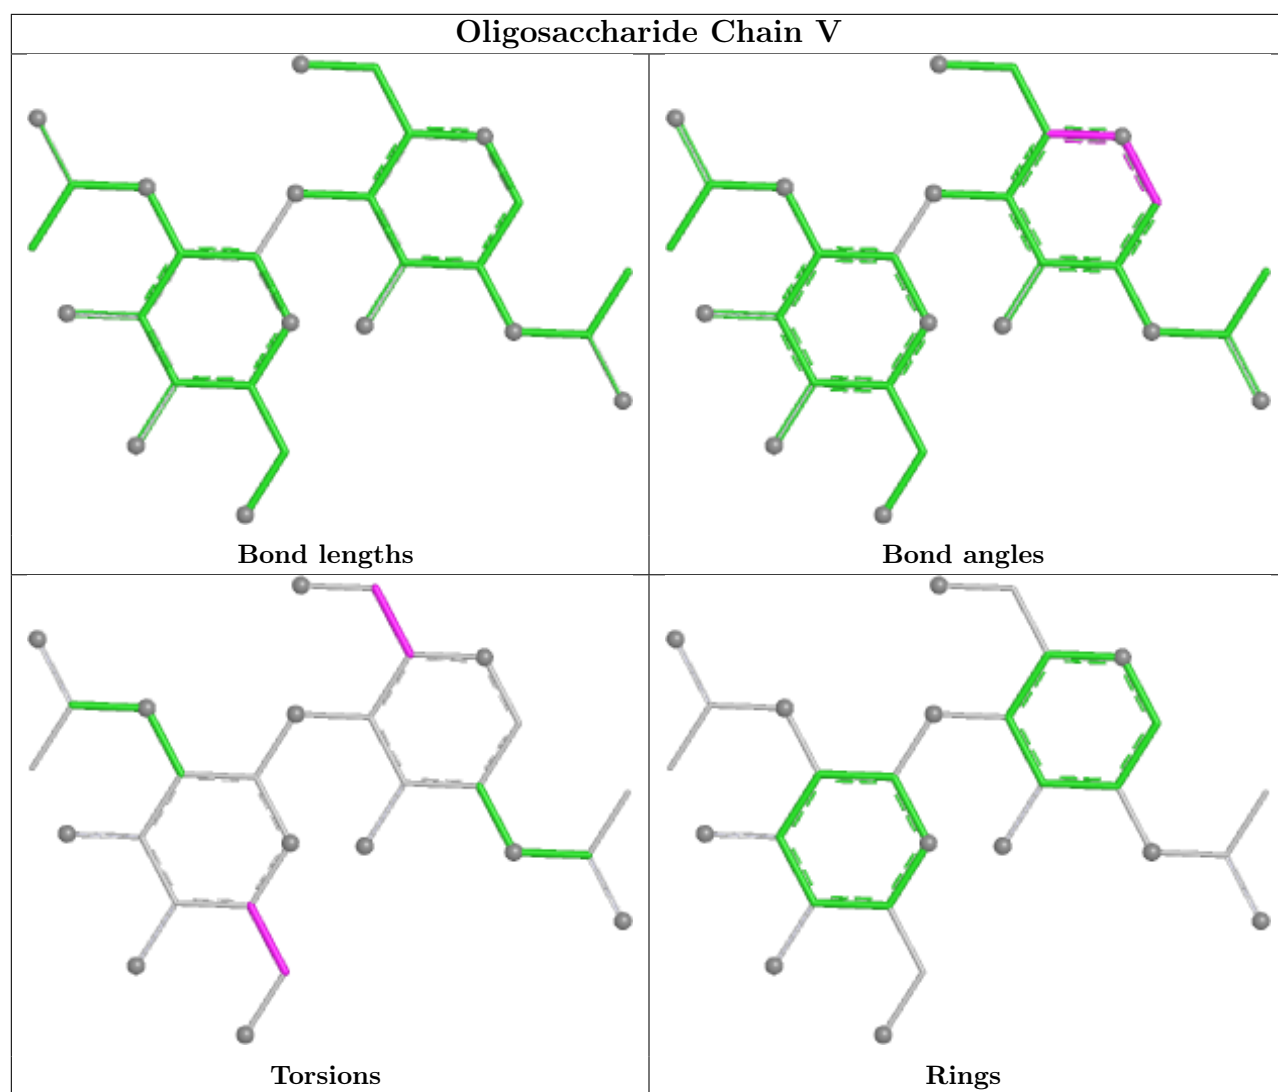 Oligosaccharide Chain V
Bond lengths
Bond angles
Torsions
Rings